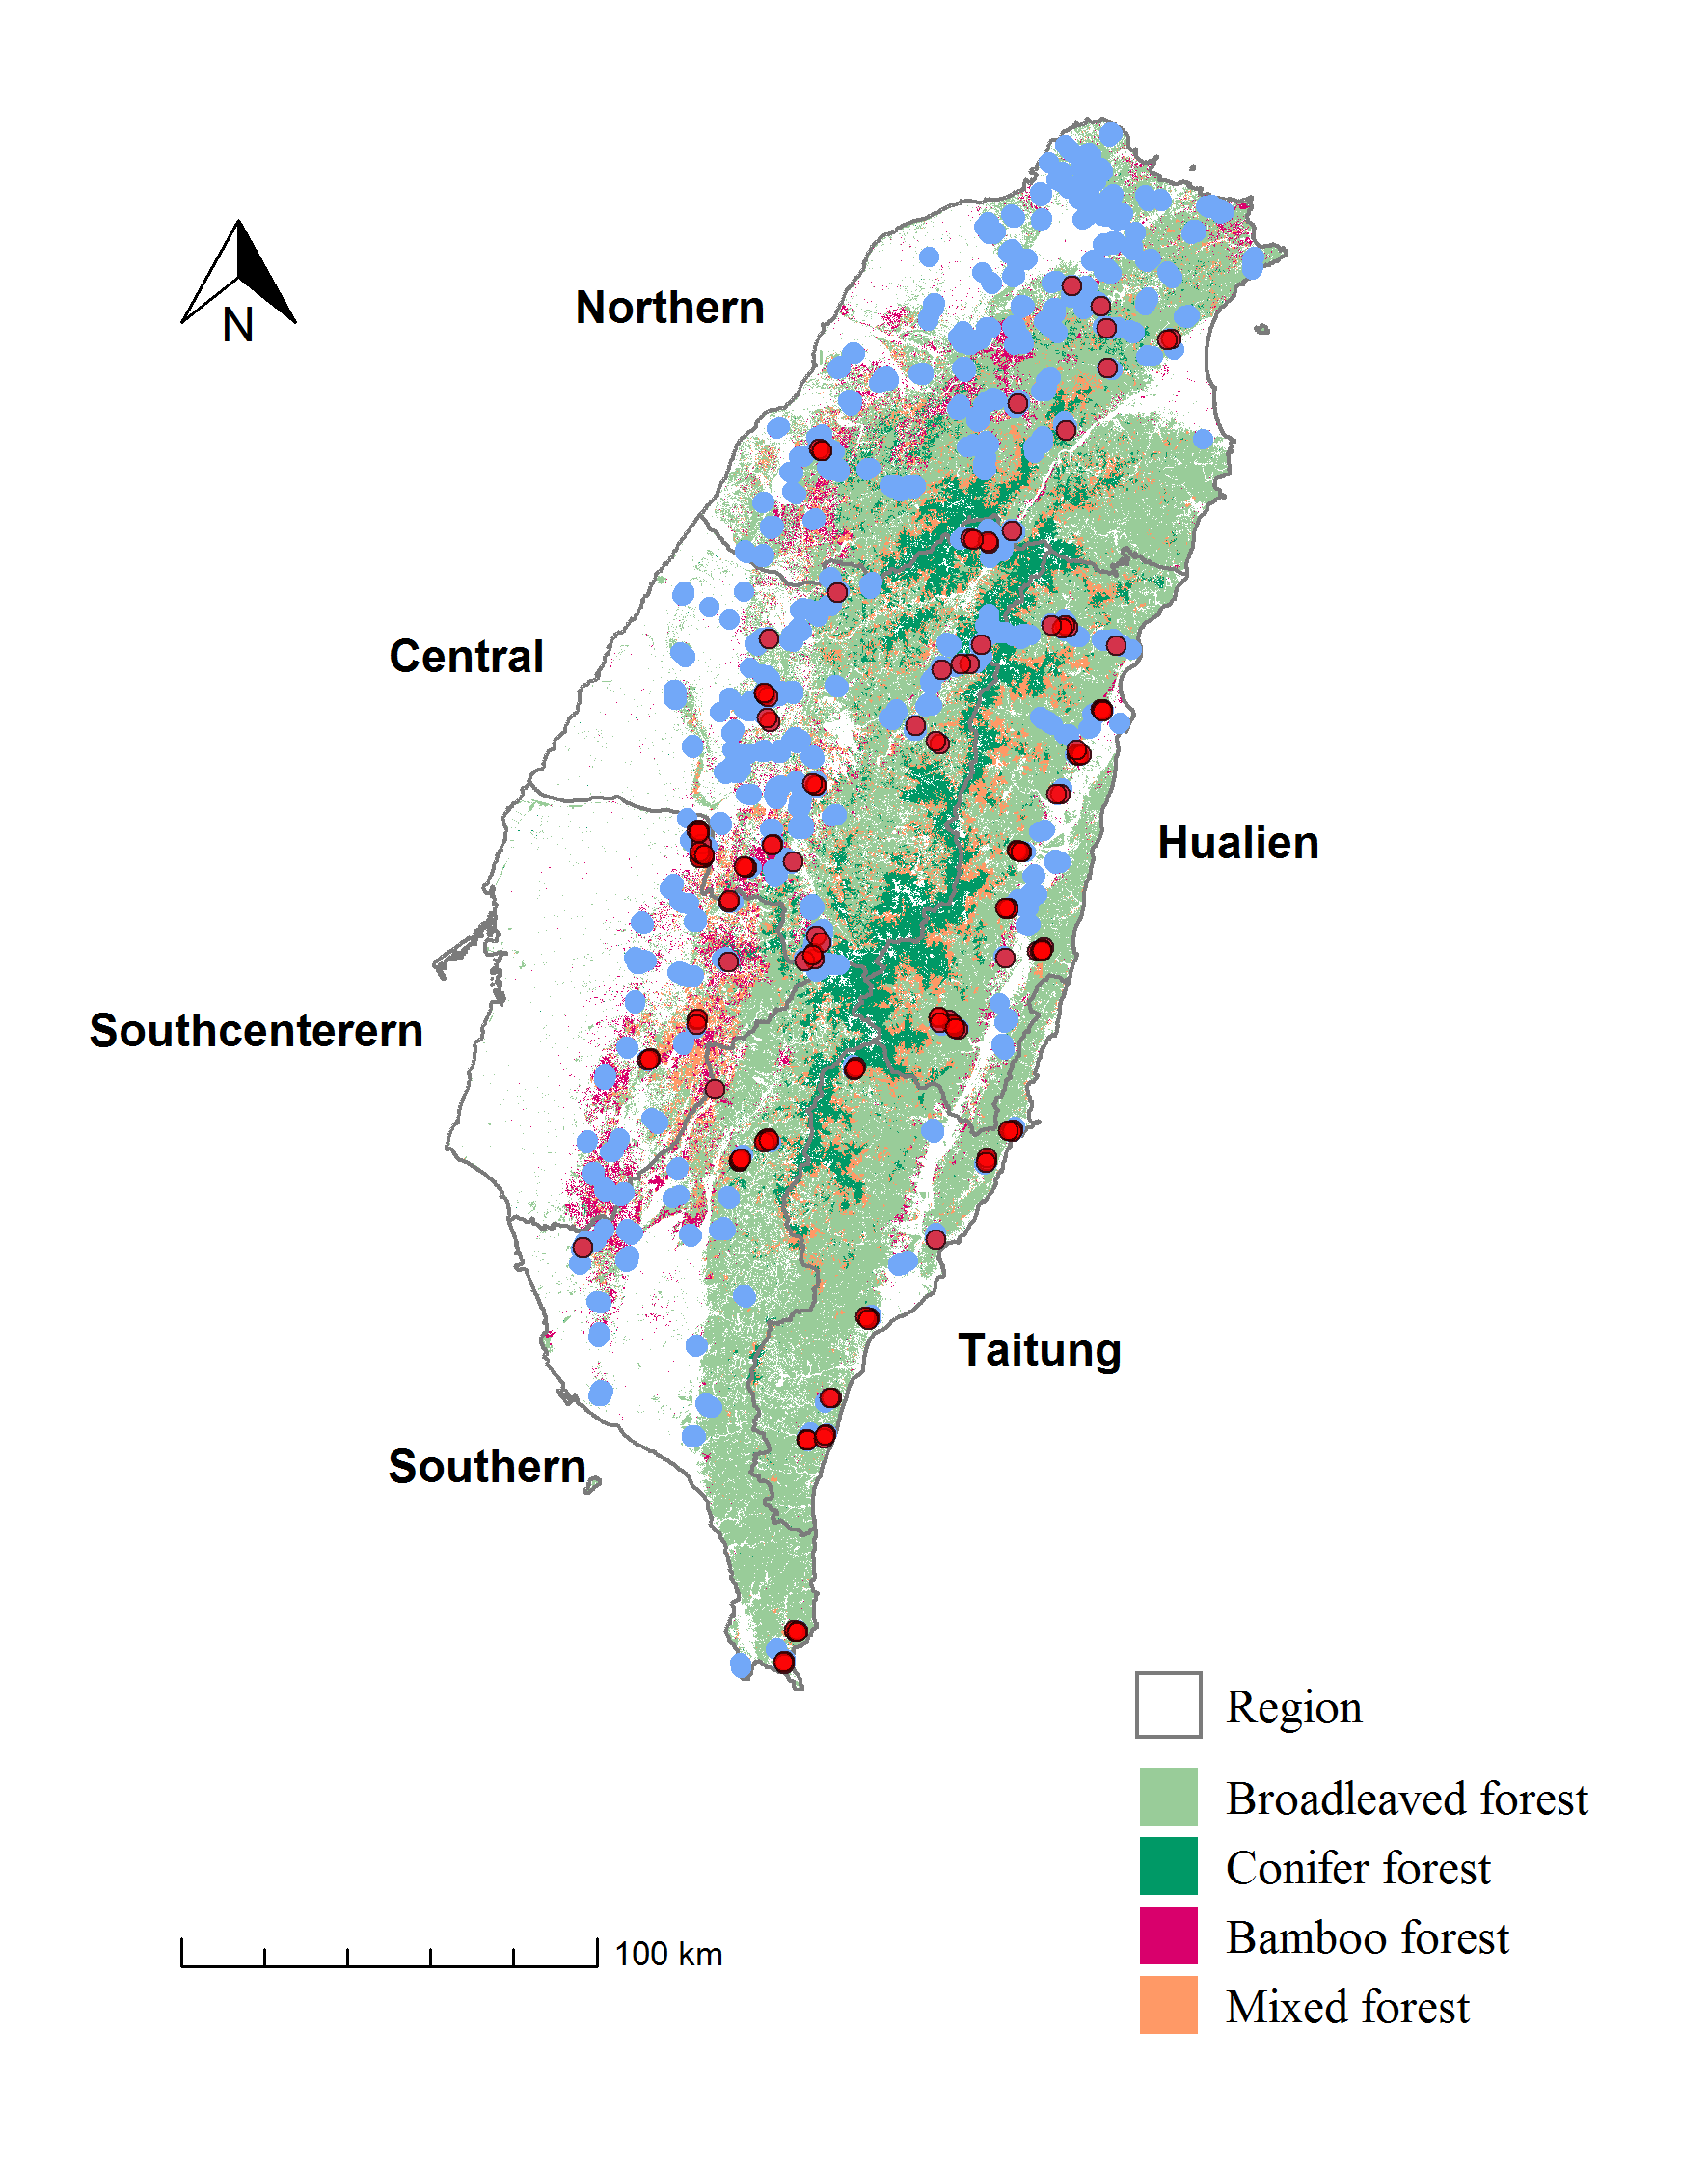 Northern
N
Central
Hualien
Southcenterern
Taitung
Southern
Region
Broadleaved forest
Conifer forest
Bamboo forest
100 km
Mixed forest